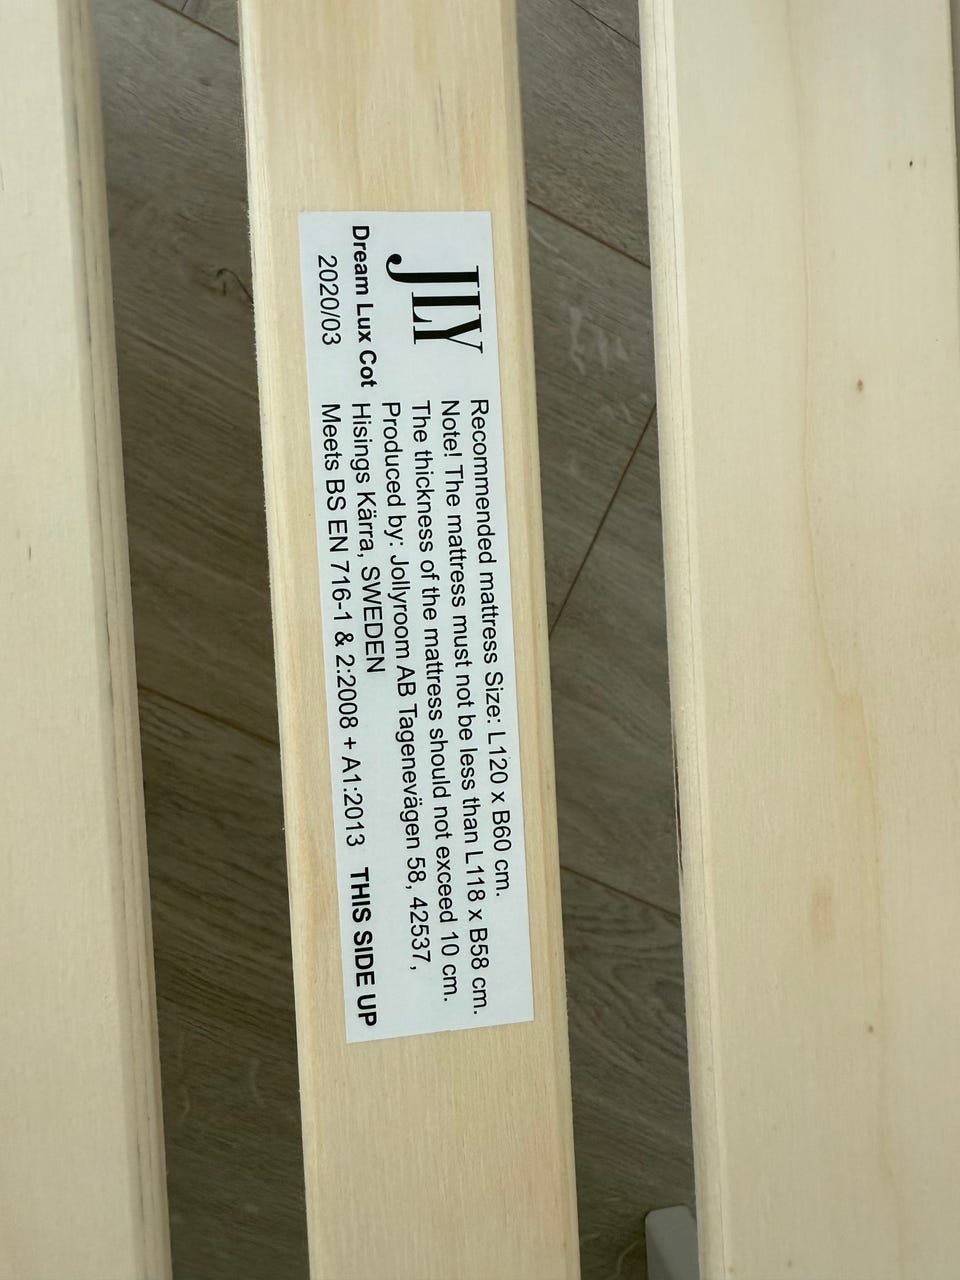 JLY
Dream Lux Cot
2020/03
Recommended mattress Size: L120 x B60 cm.
Note! The mattress must not be less than L118 x B58 cm.
The thickness of the mattress should not exceed 10 cm.
Produced by: Jollyroom AB Tagenevägen 58, 42537,
Hisings Kärra, SWEDEN
Meets BS EN 716-1 & 2:2008 + A1:2013 THIS SIDE UP